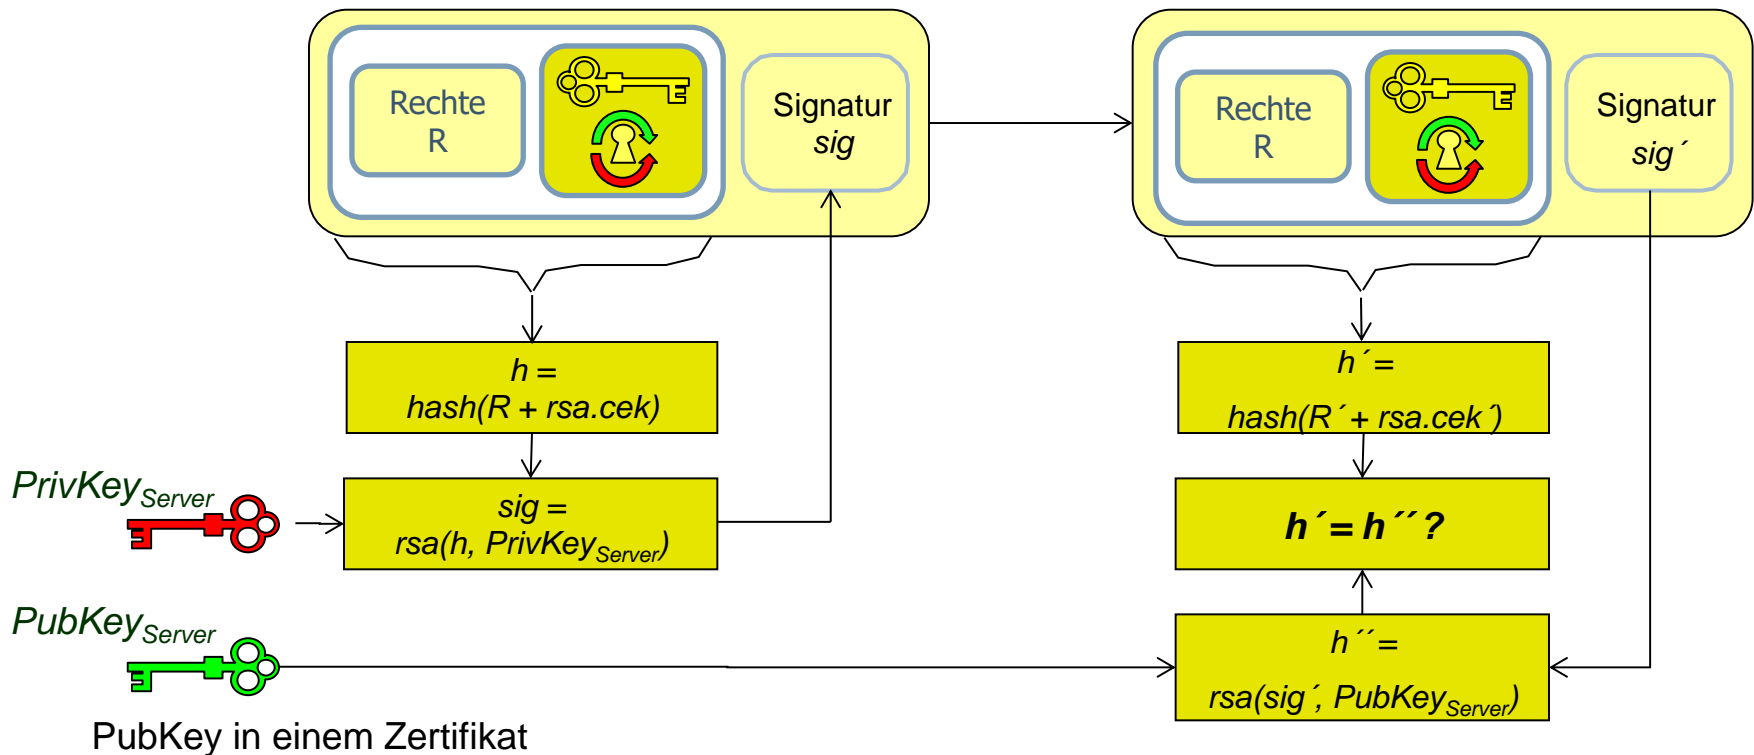 Rechte
R
Signatur
sig
Rechte
R
Signatur
sig´
h =
hash(R + rsa.cek)
h´=
hash(R´ + rsa.cek´)
PrivKeyServer
sig =
rsa(h, PrivKeyServer)
h´= h´´?
PubKeyServer
h´´=
rsa(sig´, PubKeyServer)
PubKey in einem Zertifikat